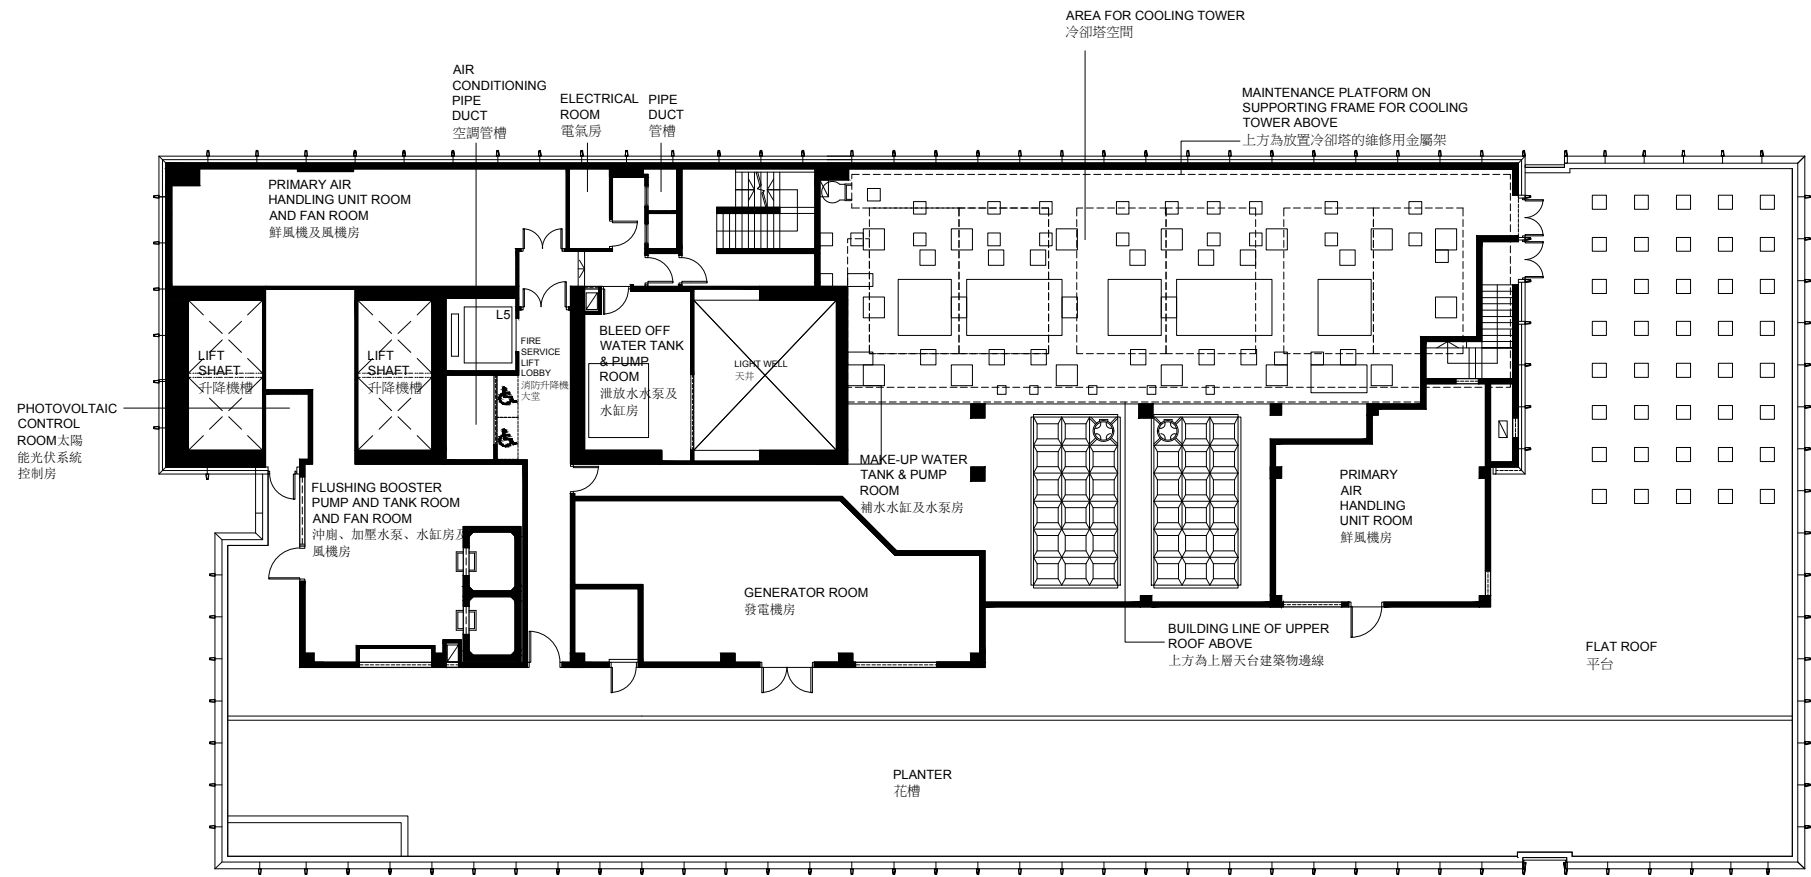 AREA FOR COOLING TOWER
冷卻塔空間
AIR
CONDITIONING
PIPE
DUCT
空調管槽
ELECTRICAL
ROOM
電氣房
PIPE
DUCT
管槽
MAINTENANCE PLATFORM ON
SUPPORTING FRAME FOR COOLING
TOWER ABOVE
上方為放置冷卻塔的維修用金屬架
PRIMARY AIR
HANDLING UNIT ROOM
AND FAN ROOM
鮮風機及風機房
L5
LIFT
SHAFT
升降機槽
LIFT
SHAFT
升降機槽
FIRE
SERVICE
LIFT
LOBBY
消防升降機
大堂
BLEED OFF
WATER TANK
& PUMP
ROOM
泄放水水泵及
水缸房
LIGHT WELL
天井
PHOTOVOLTAIC
CONTROL
ROOM太陽
能光伏系統
控制房
FLUSHING BOOSTER
PUMP AND TANK ROOM
AND FAN ROOM
沖廁、加壓水泵、水缸房及
風機房
MAKE-UP WATER
TANK & PUMP
ROOM
補水水缸及水泵房
PRIMARY
AIR
HANDLING
UNIT ROOM
鮮風機房
GENERATOR ROOM
發電機房
BUILDING LINE OF UPPER
ROOF ABOVE
上方為上層天台建築物邊線
FLAT ROOF
平台
PLANTER
花槽